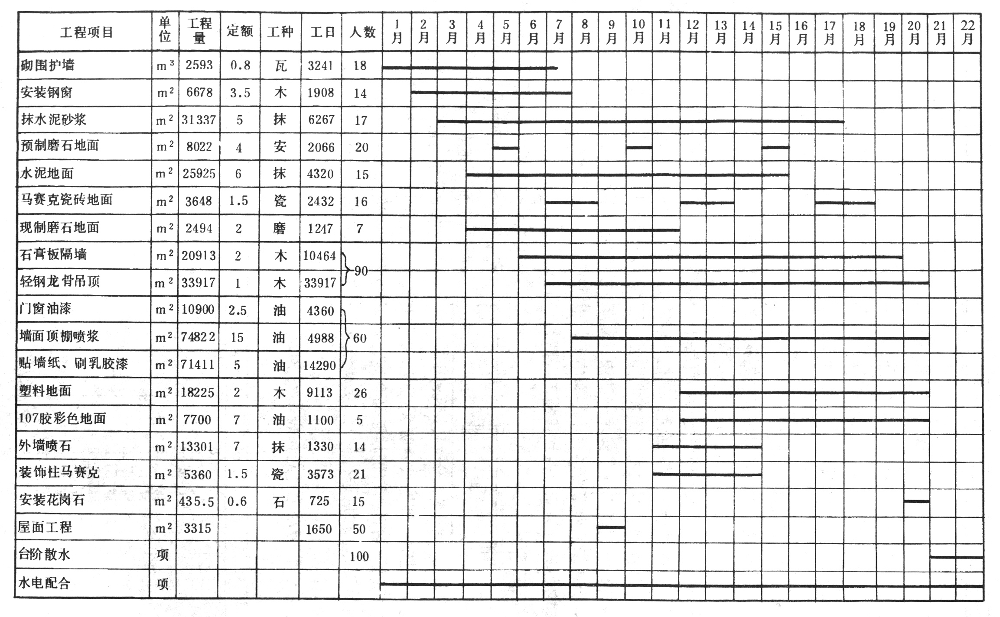 工程项目 单位 工程量 定额 工种 工日 人数 1月 2月 3月 4月 5月 6月 7月 8月 9月 10月 11月 12月 13月 14月 15月 16月 17月 18月 19月 20月 21月 22月
砌围护墙 m³ 2593 0.8 瓦 3241 18
安装钢窗 m² 6678 3.5 木 1908 14
抹水泥砂浆 m² 31337 5 抹 6267 17
预制磨石地面 m² 8022 4 安 2066 20
水泥地面 m² 25925 6 抹 4320 15
马赛克瓷砖地面 m² 3648 1.5 瓷 2432 16
现制磨石地面 m² 2494 2 磨 1247 7
石膏板隔墙 m² 20913 2 木 10464
90
轻钢龙骨吊顶 m² 33917 1 木 33917
门窗油漆 m² 10900 2.5 油 4360
墙面顶棚喷浆 m² 74822 15 油 4988 60
贴墙纸、刷乳胶漆 m² 71411 5 油 14290
塑料地面 m² 18225 2 木 9113 26
107胶彩色地面 m² 7700 7 油 1100 5
外墙喷石 m² 13301 7 抹 1330 14
装饰柱马赛克 m² 5360 1.5 瓷 3573 21
安装花岗石 m² 435.5 0.6 石 725 15
屋面工程 m² 3315 1650 50
台阶散水 项 100
水电配合 项